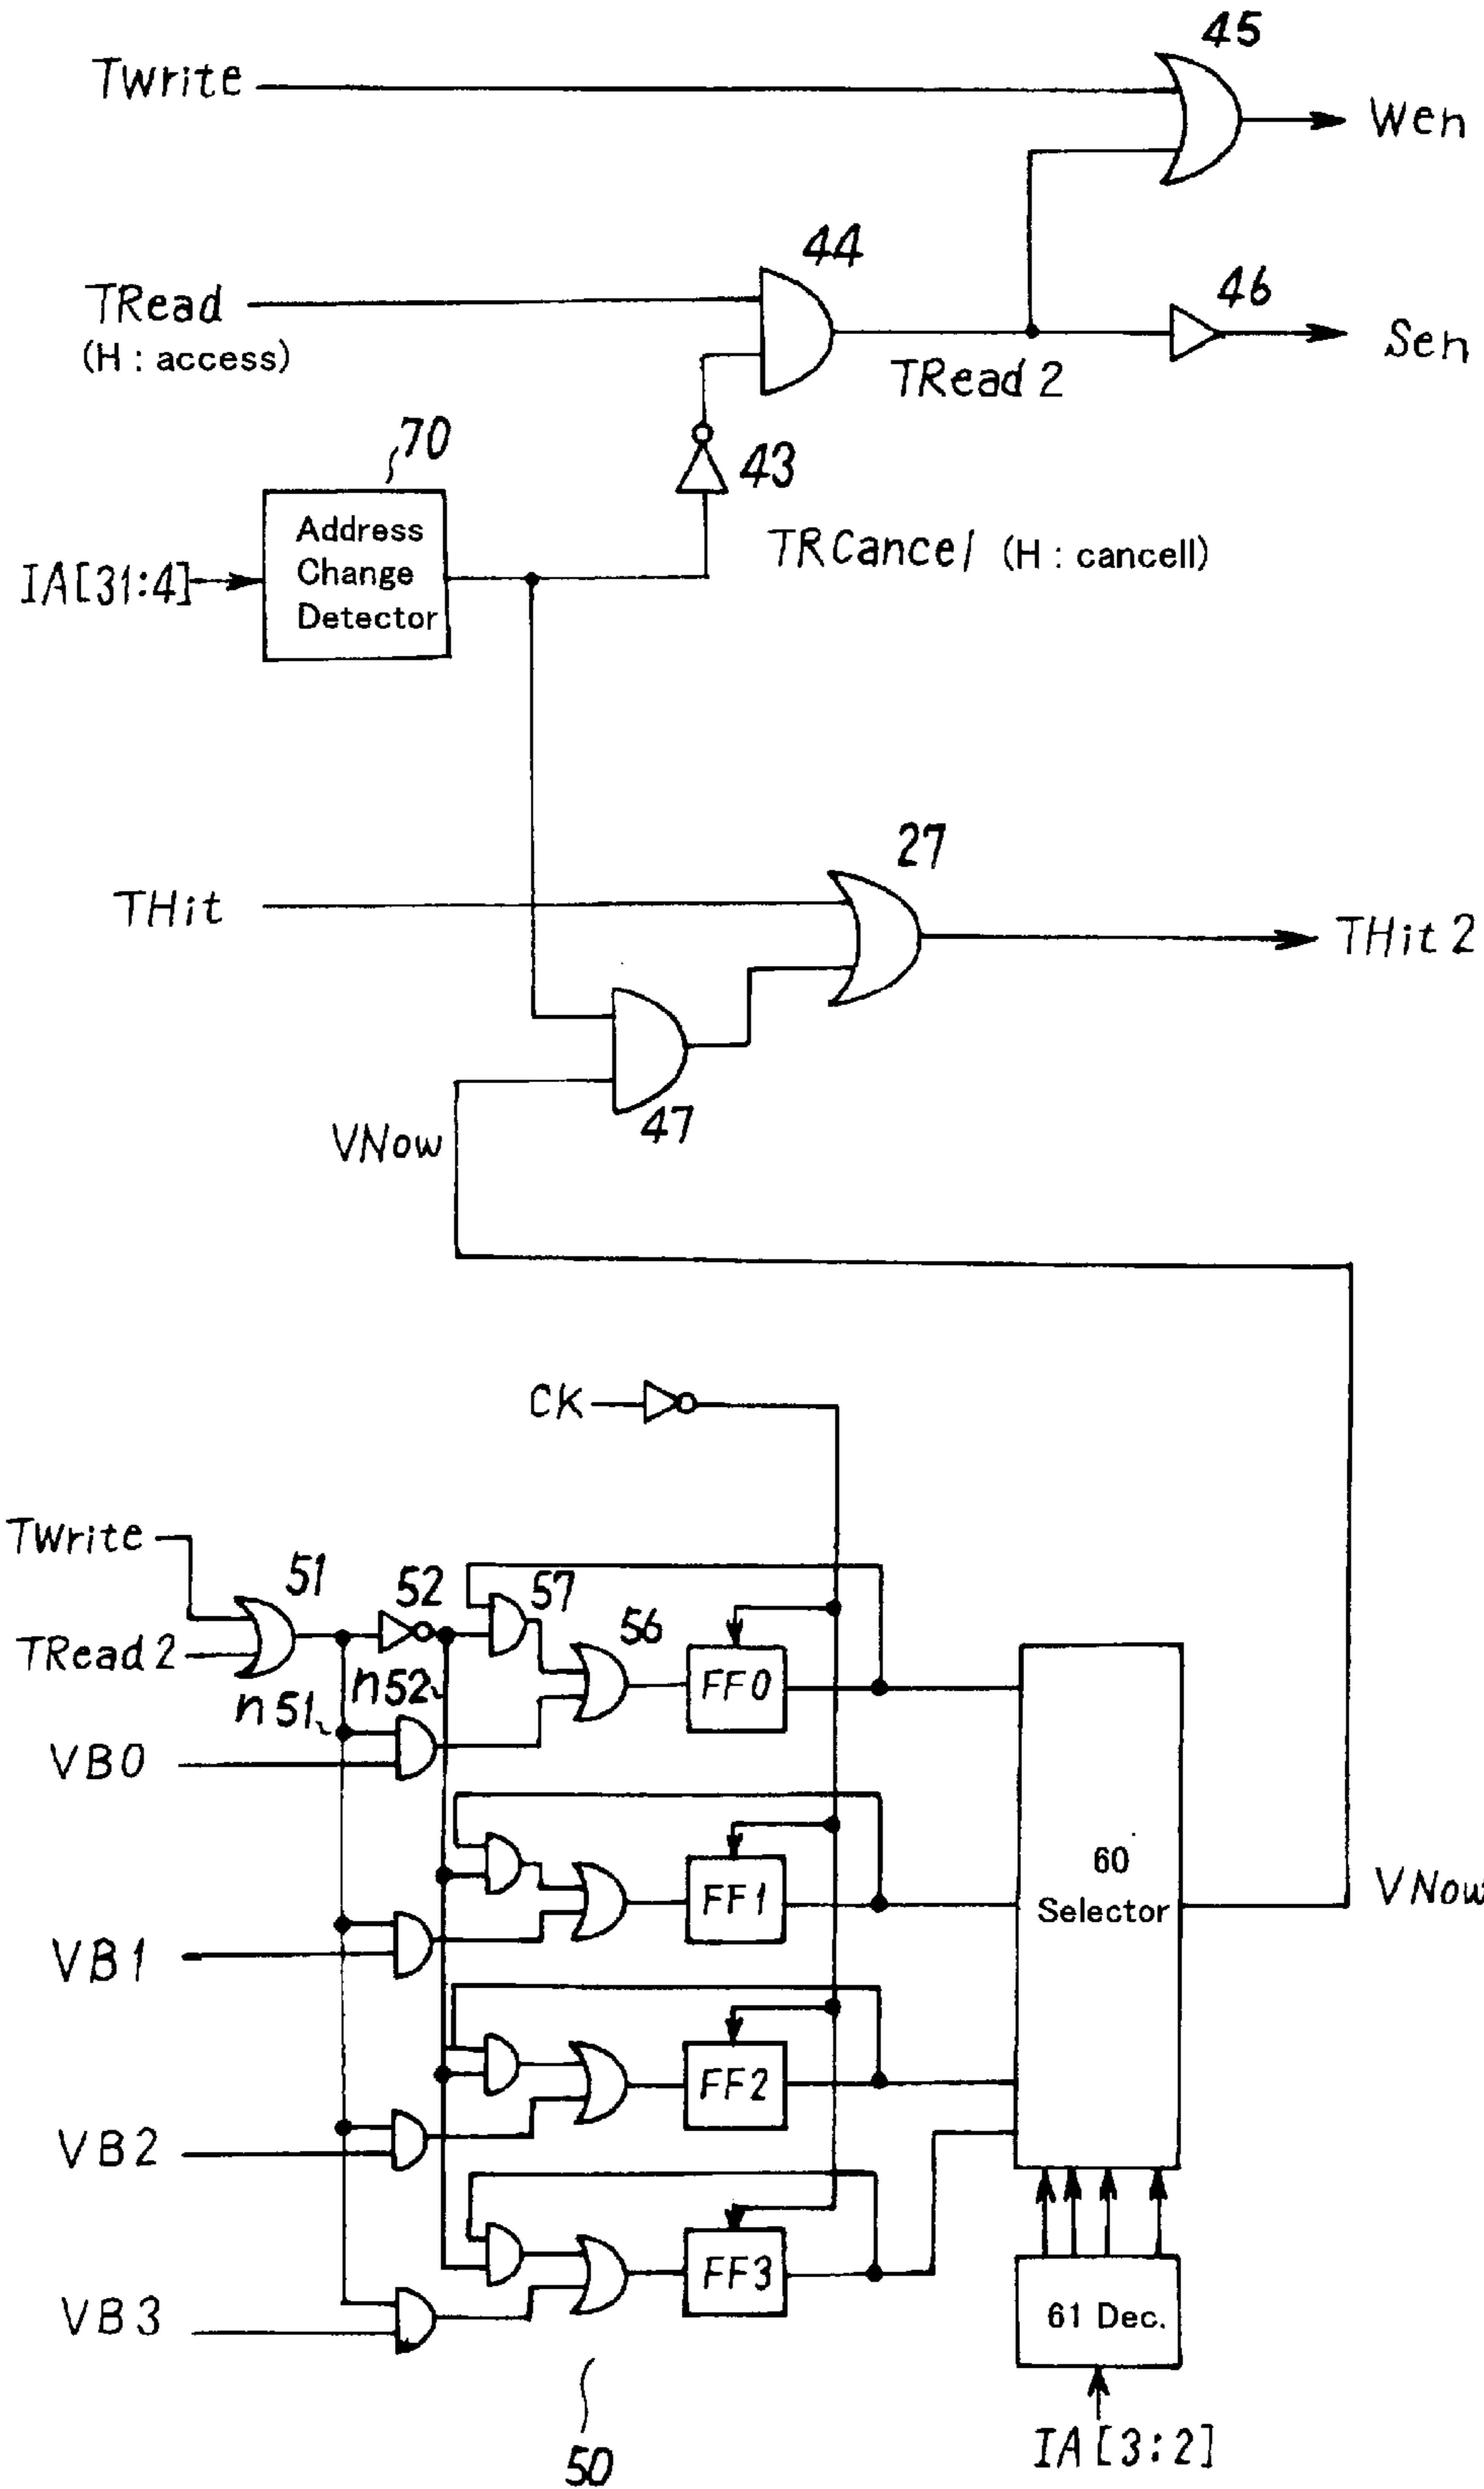 45
Twrite
Wen
44
46
TRead
(H : access)
Sen
TRead 2
70
43
Address
Change
Detector
TRCancel (H : cancell)
IA[31:4]
27
THit
THit 2
47
VNow
CK
TWrite
51
52
57
56
TRead 2
n52
FF0
n51
VB0
60
Selector
FF1
VNow
VB1
FF2
VB2
FF3
61 Dec.
VB3
50
IA[3:2]